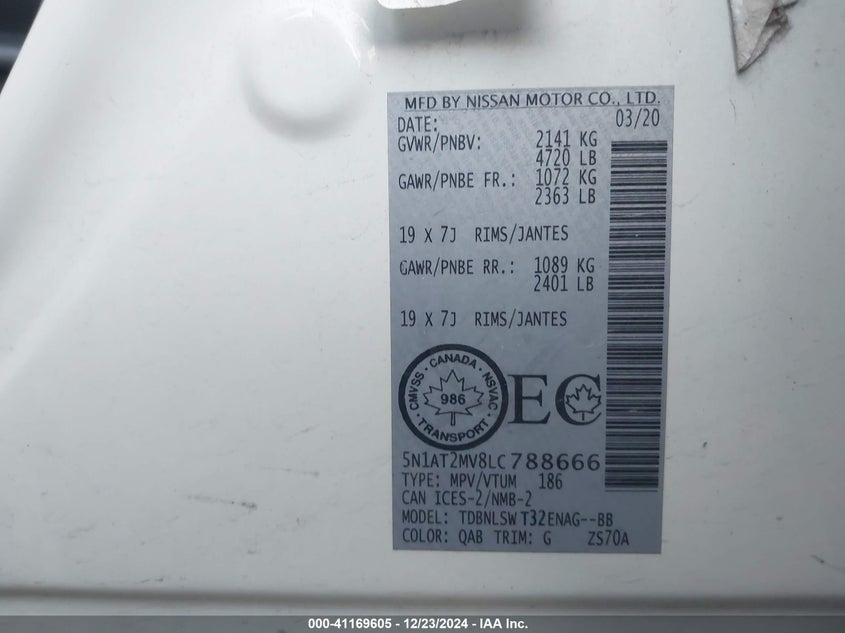 MFD BY NISSAN MOTOR CO., LTD.
DATE: 03/20
GVWR/PNBV: 2141 KG
4720 LB
GAWR/PNBE FR.: 1072 KG
2363 LB
19 X 7J RIMS/JANTES
GAWR/PNBE RR.: 1089 KG
2401 LB
19 X 7J RIMS/JANTES
CMVSS · CANADA · NSVAC
986
· TRANSPORT ·
EC
5N1AT2MV8LC788666
TYPE: MPV/VTUM 186
CAN ICES-2/NMB-2
MODEL: TDBNLSW T32ENAG--BB
COLOR: QAB TRIM: G ZS70A
000-41169605 - 12/23/2024 - IAA Inc.